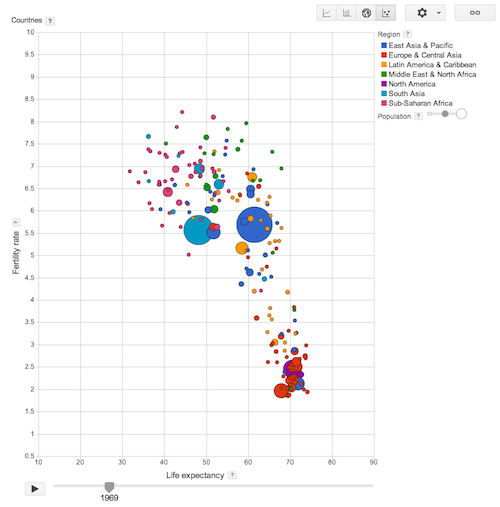 Countries ?
10
9.5
9
8.5
8
7.5
7
6.5
6
5.5
5
4.5
4
3.5
3
2.5
2
1.5
1
0.5
Fertility rate ?
10 20 30 40 50 60 70 80 90
Life expectancy ?
1969
Region ?
East Asia & Pacific
Europe & Central Asia
Latin America & Caribbean
Middle East & North Africa
North America
South Asia
Sub-Saharan Africa
Population ?